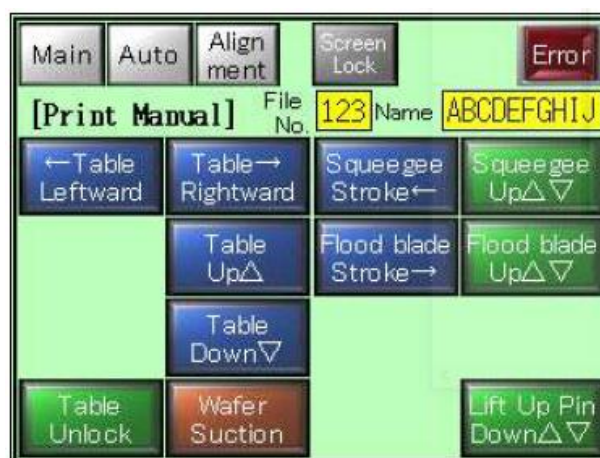 Main Auto Align Screen Error
ment Lock
[Print Manual] File No. 123 Name ABCDEFGHIJ
←Table Table→ Squeegee Squeegee
Leftward Rightward Stroke← Up△▽
Table Flood blade Flood blade
Up△ Stroke→ Up△▽
Table
Down▽
Table Wafer Lift Up Pin
Unlock Suction Down△▽